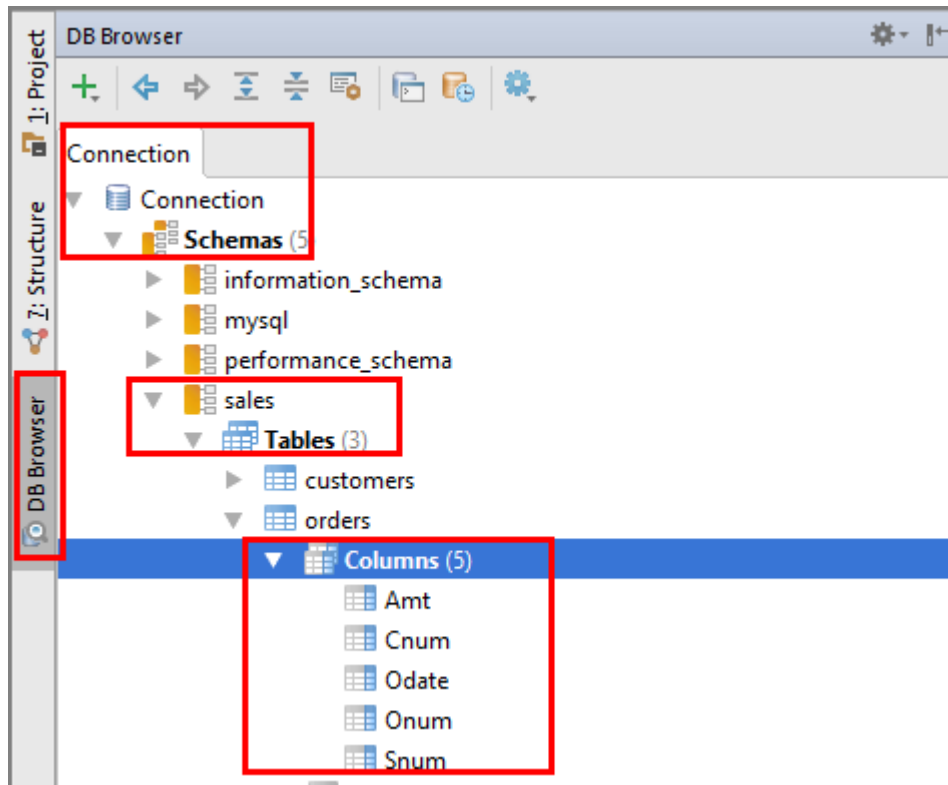 DB Browser
1: Project
7: Structure
DB Browser
Connection
Connection
Schemas (5
information_schema
mysql
performance_schema
sales
Tables (3)
customers
orders
Columns (5)
Amt
Cnum
Odate
Onum
Snum